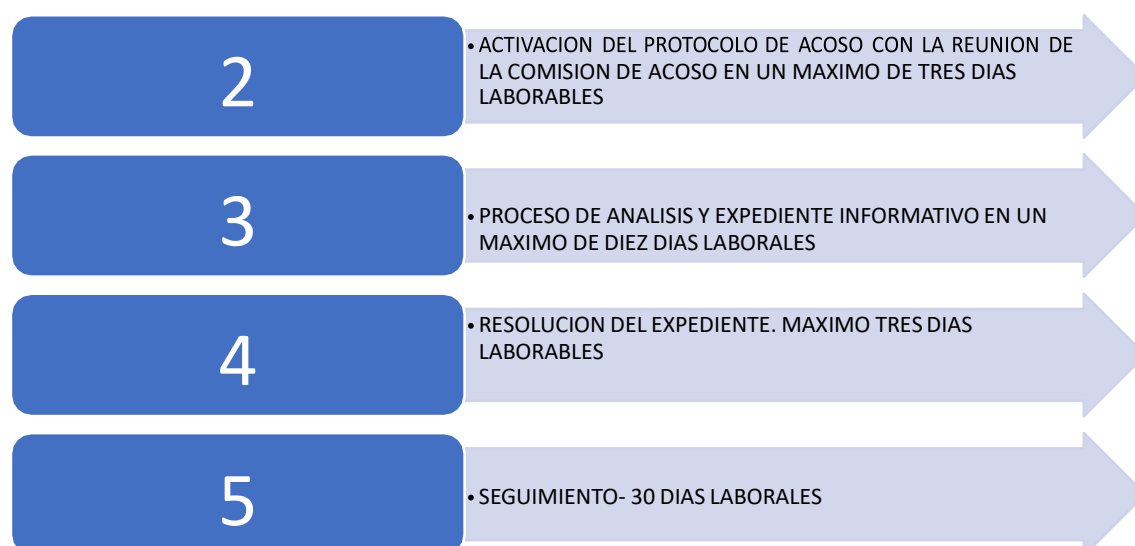 2
• ACTIVACION DEL PROTOCOLO DE ACOSO CON LA REUNION DE
LA COMISION DE ACOSO EN UN MAXIMO DE TRES DIAS
LABORABLES
3
• PROCESO DE ANALISIS Y EXPEDIENTE INFORMATIVO EN UN
MAXIMO DE DIEZ DIAS LABORALES
4
• RESOLUCION DEL EXPEDIENTE. MAXIMO TRES DIAS
LABORABLES
5
• SEGUIMIENTO- 30 DIAS LABORALES